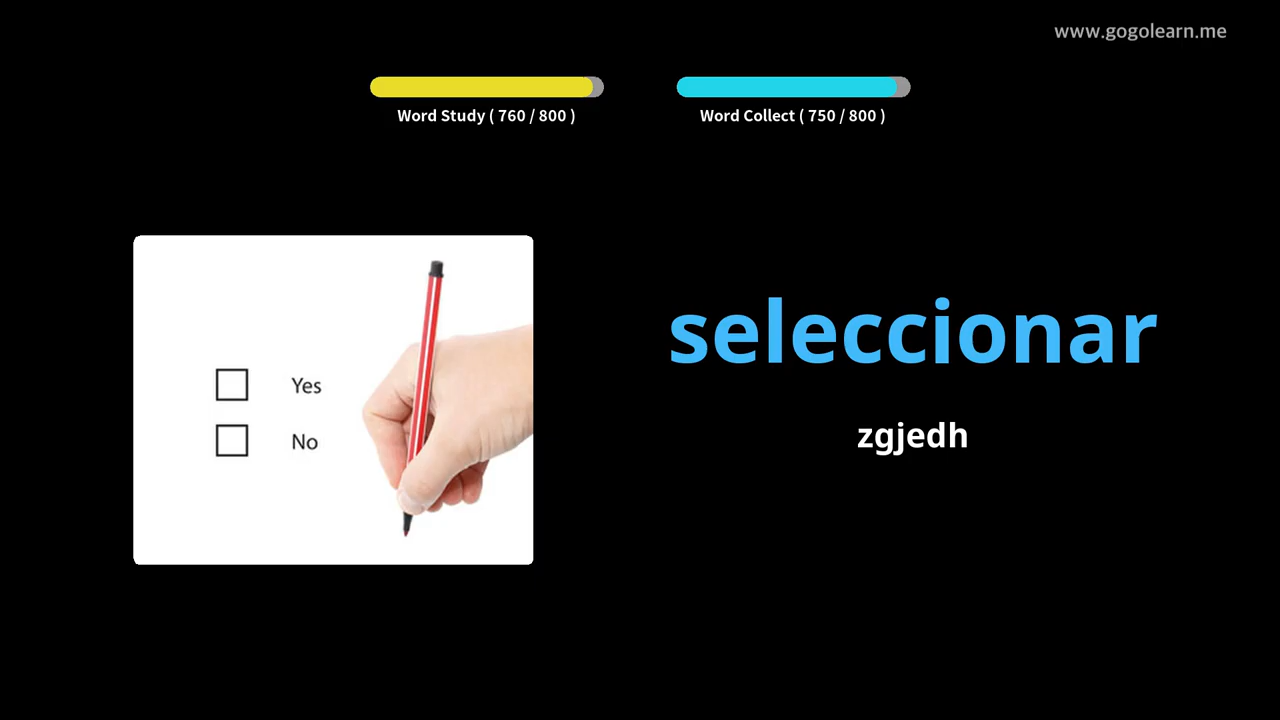 www.gogolearn.me
Word Study ( 760 / 800 )
Word Collect ( 750 / 800 )
Yes
No
seleccionar
zgjedh